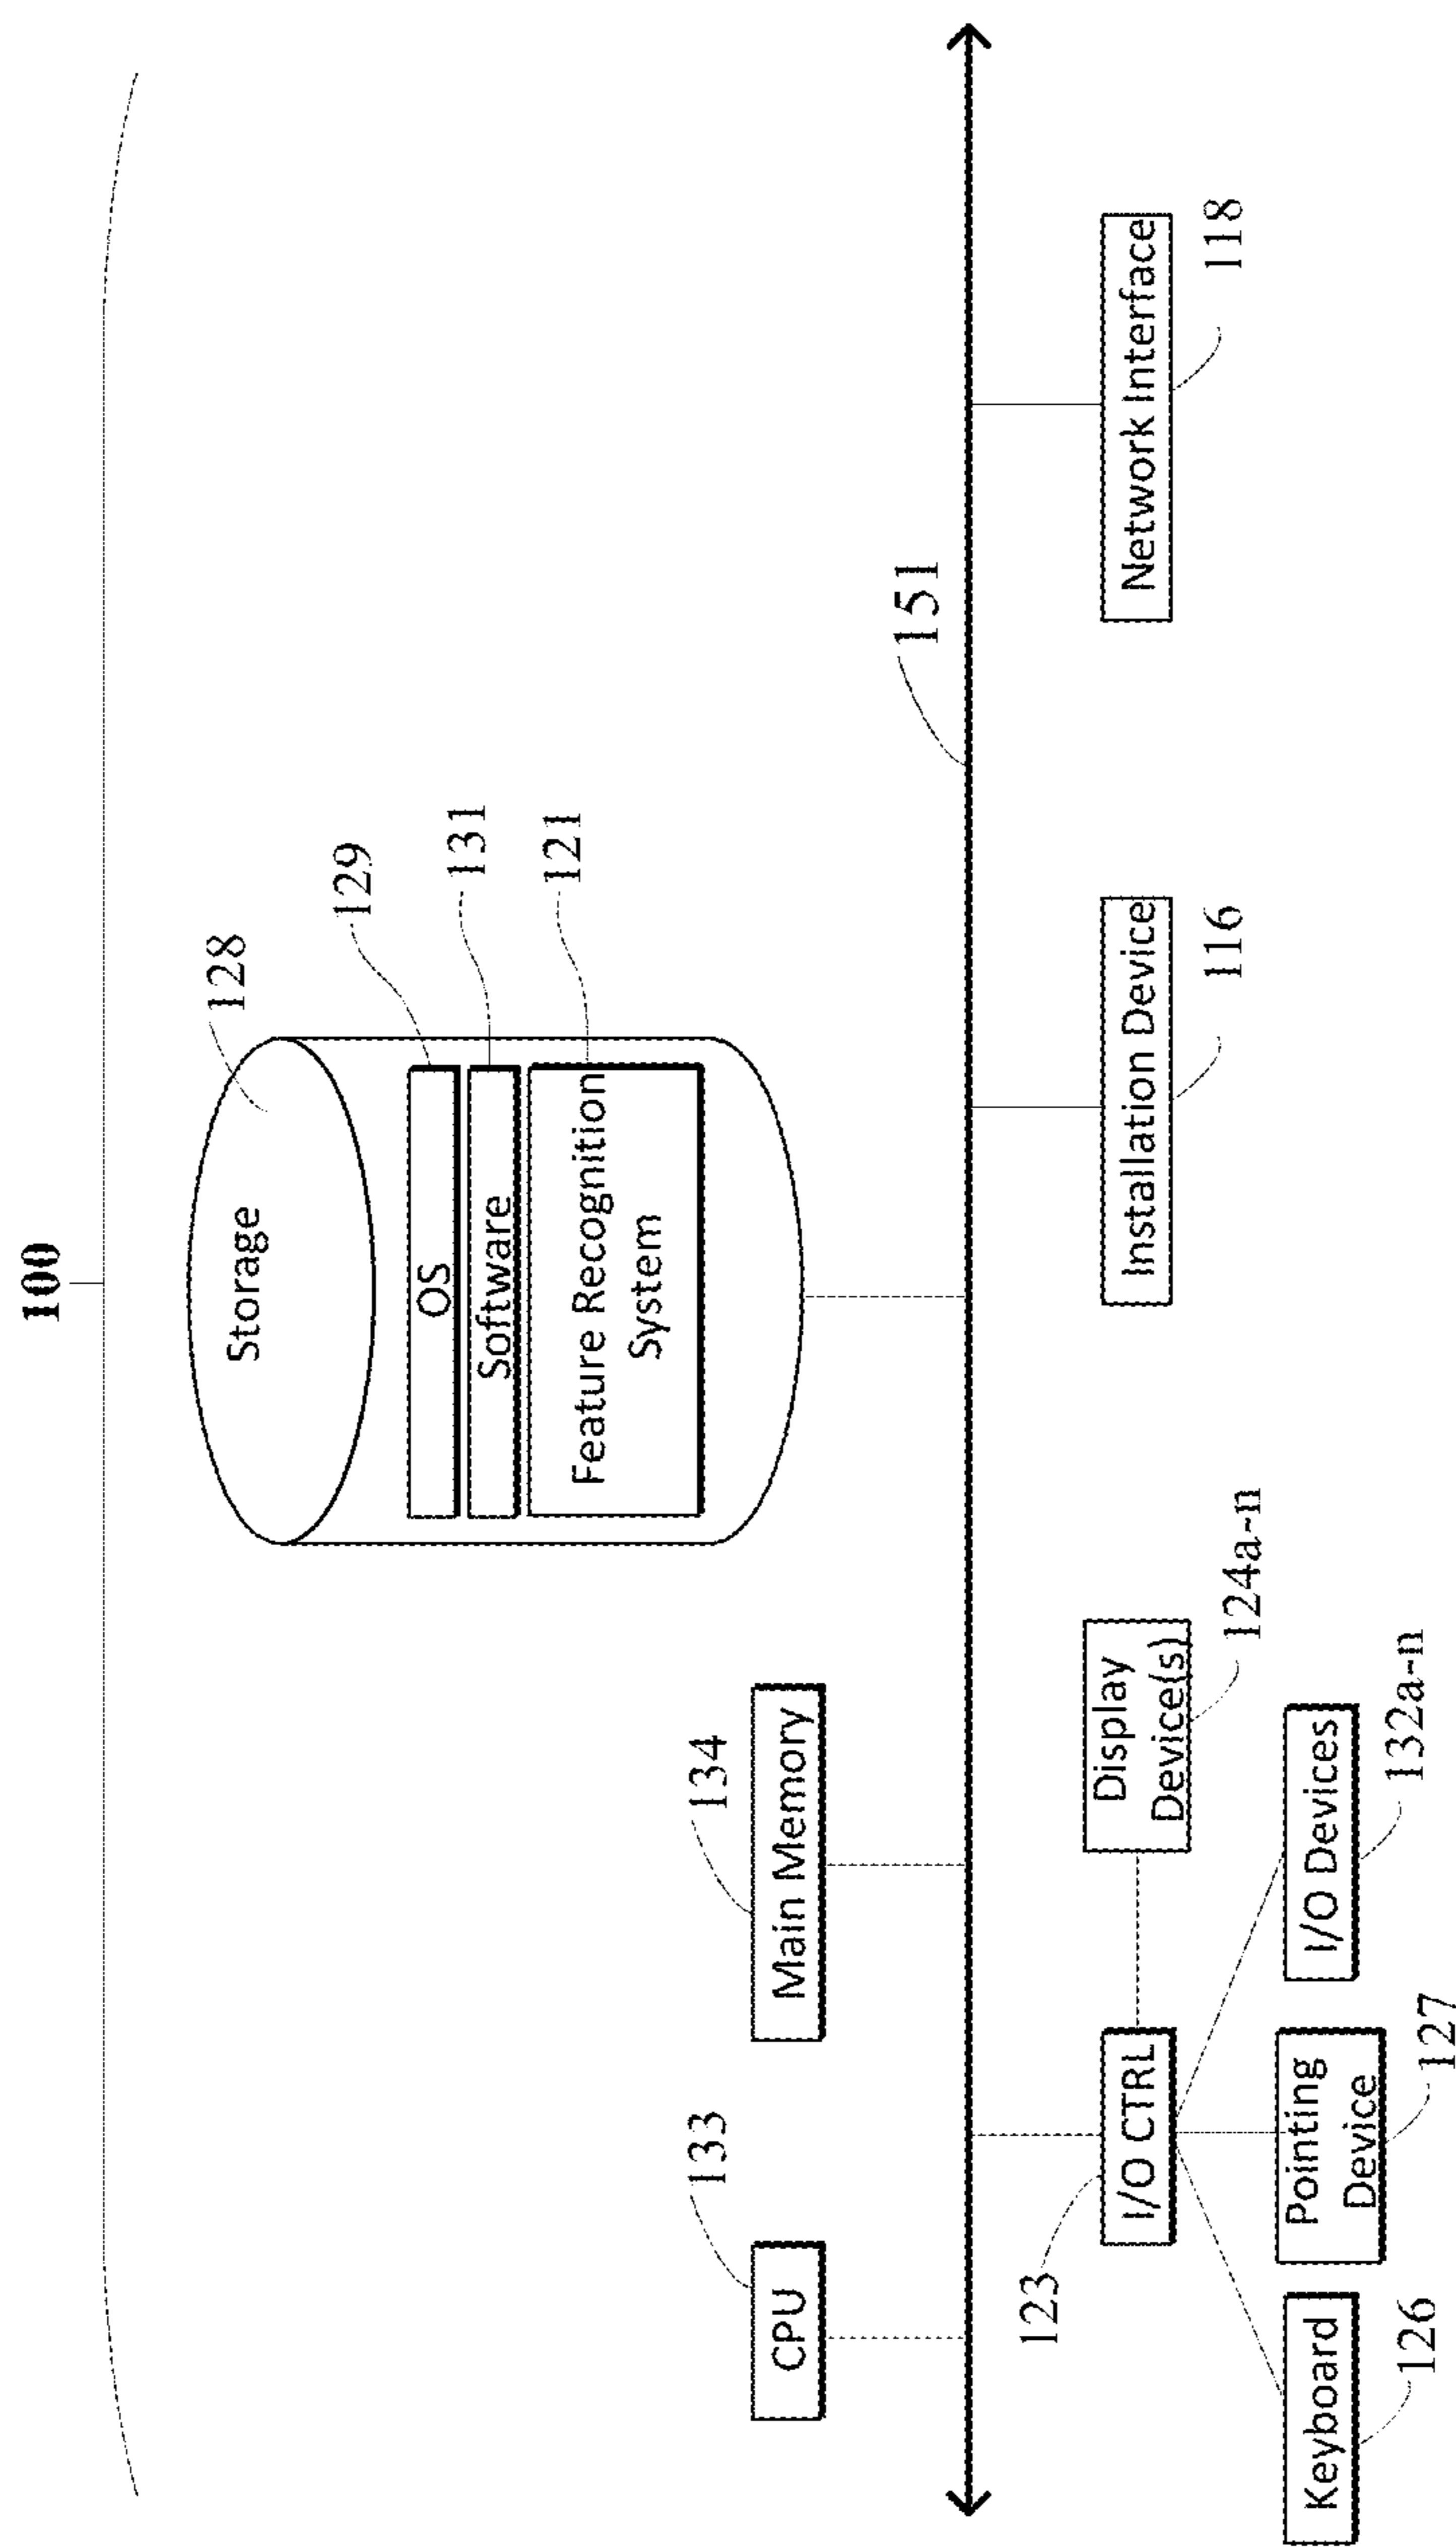 100
Storage
128
OS
129
Software
131
Feature Recognition
System
121
CPU
133
Main Memory
134
151
I/O CTRL
123
Display
Device(s)
124a-n
Installation Device
116
Network Interface
118
Keyboard
126
Pointing
Device
127
I/O Devices
132a-n